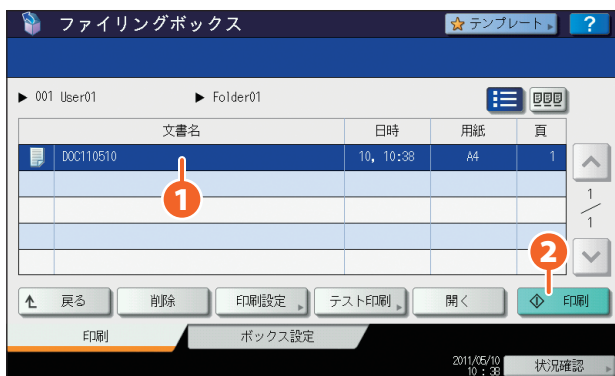 ファイリングボックス テンプレート ?
▶ 001 User01 ▶ Folder01
文書名 日時 用紙 頁
DOC110510 10, 10:38 A4 1
1
1
1
2
戻る 削除 印刷設定 テスト印刷 開く 印刷
印刷 ボックス設定
2011/05/10
10 : 38
状況確認